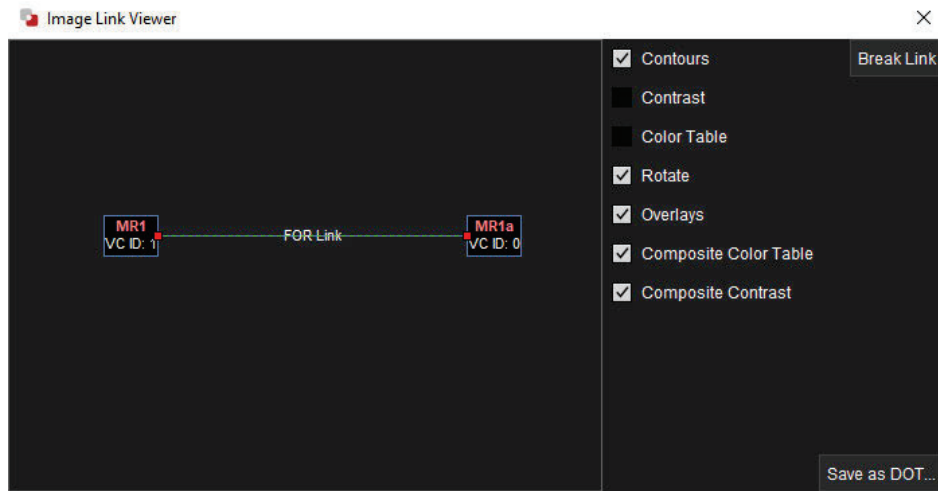 Image Link Viewer
Contours
Break Link
Contrast
Color Table
Rotate
Overlays
Composite Color Table
Composite Contrast
MR1
VC ID: 1
FOR Link
MR1a
VC ID: 0
Save as DOT...